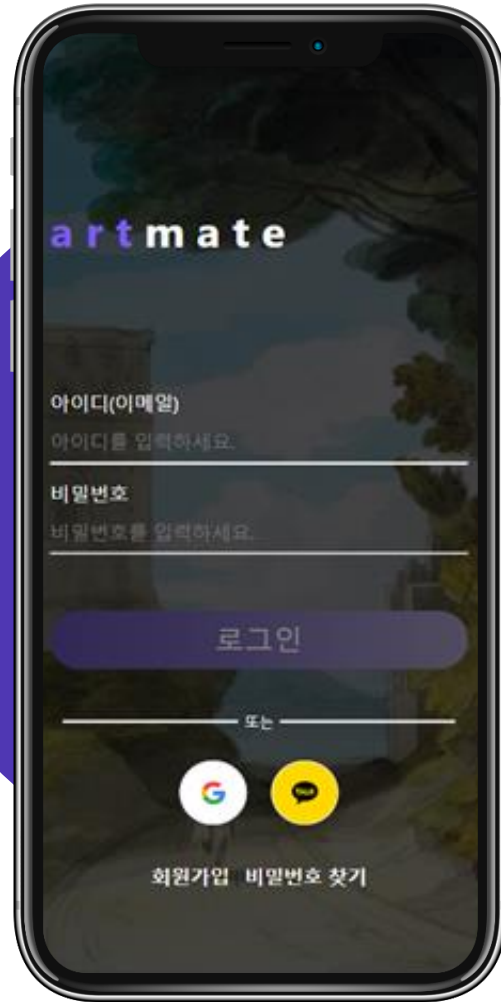 artmate
아이디(이메일)
아이디를 입력하세요.
비밀번호
비밀번호를 입력하세요.
로그인
또는
G
TALK
회원가입 비밀번호 찾기